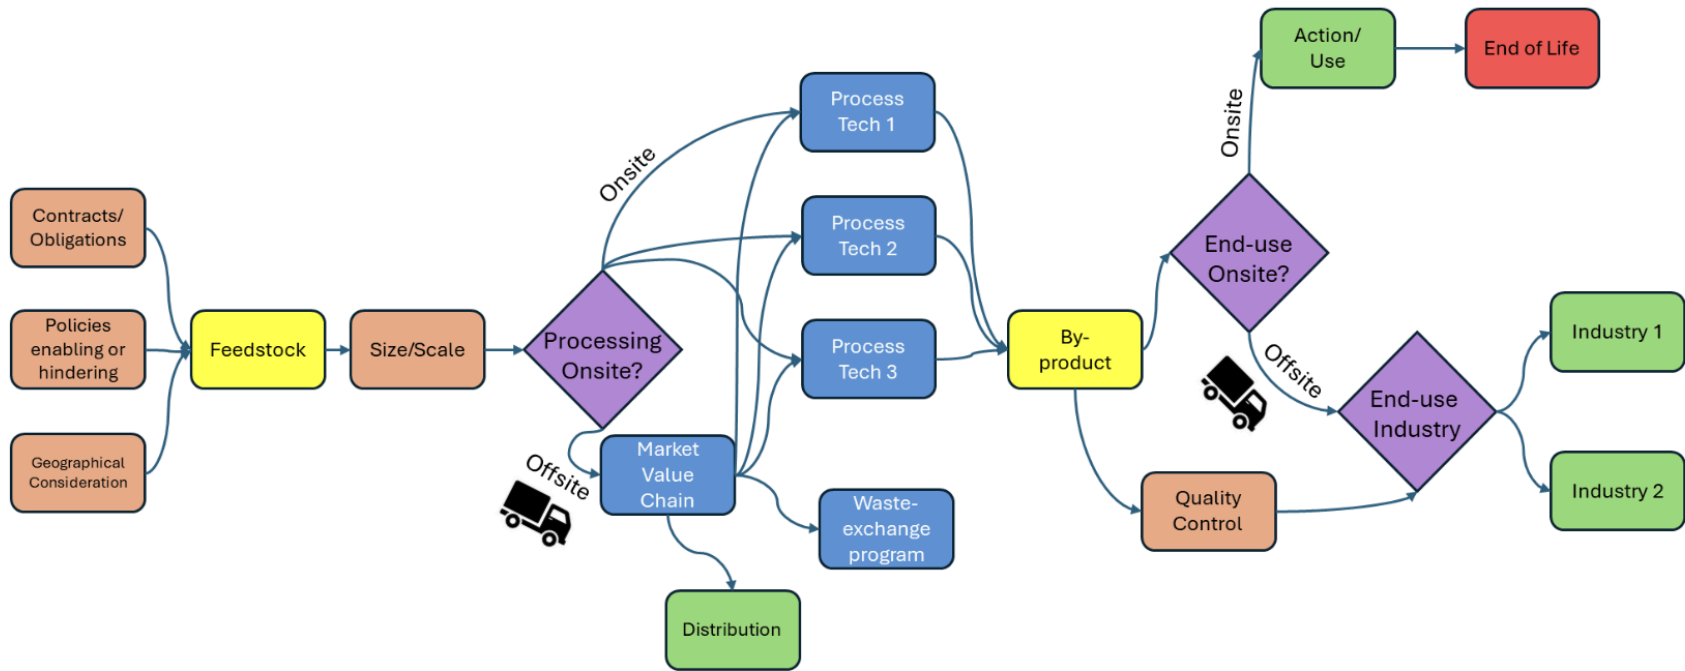 Contracts/
Obligations
Policies
enabling or
hindering
Geographical
Consideration
Feedstock
Size/Scale
Processing
Onsite?
Onsite
Offsite
Market
Value
Chain
Distribution
Process
Tech 1
Process
Tech 2
Process
Tech 3
Waste-
exchange
program
By-
product
Quality
Control
End-use
Onsite?
Onsite
Offsite
Action/
Use
End of Life
End-use
Industry
Industry 1
Industry 2